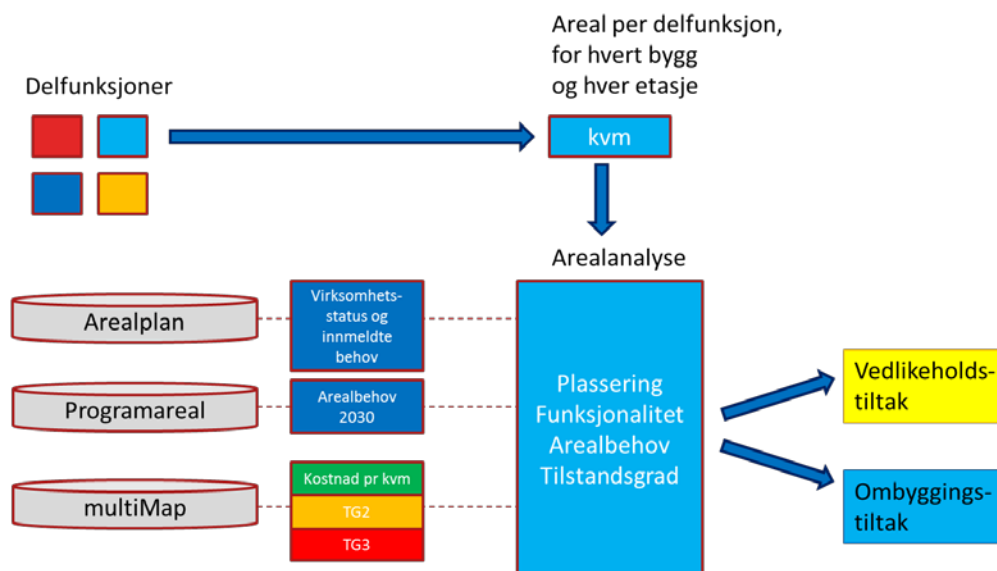 Delfunksjoner
Areal per delfunksjon,
for hvert bygg
og hver etasje
kvm
Arealanalyse
Arealplan
Virksomhets-
status og
innmeldte
behov
Programareal
Arealbehov
2030
multiMap
Kostnad pr kvm
TG2
TG3
Plassering
Funksjonalitet
Arealbehov
Tilstandsgrad
Vedlikeholds-
tiltak
Ombyggings-
tiltak